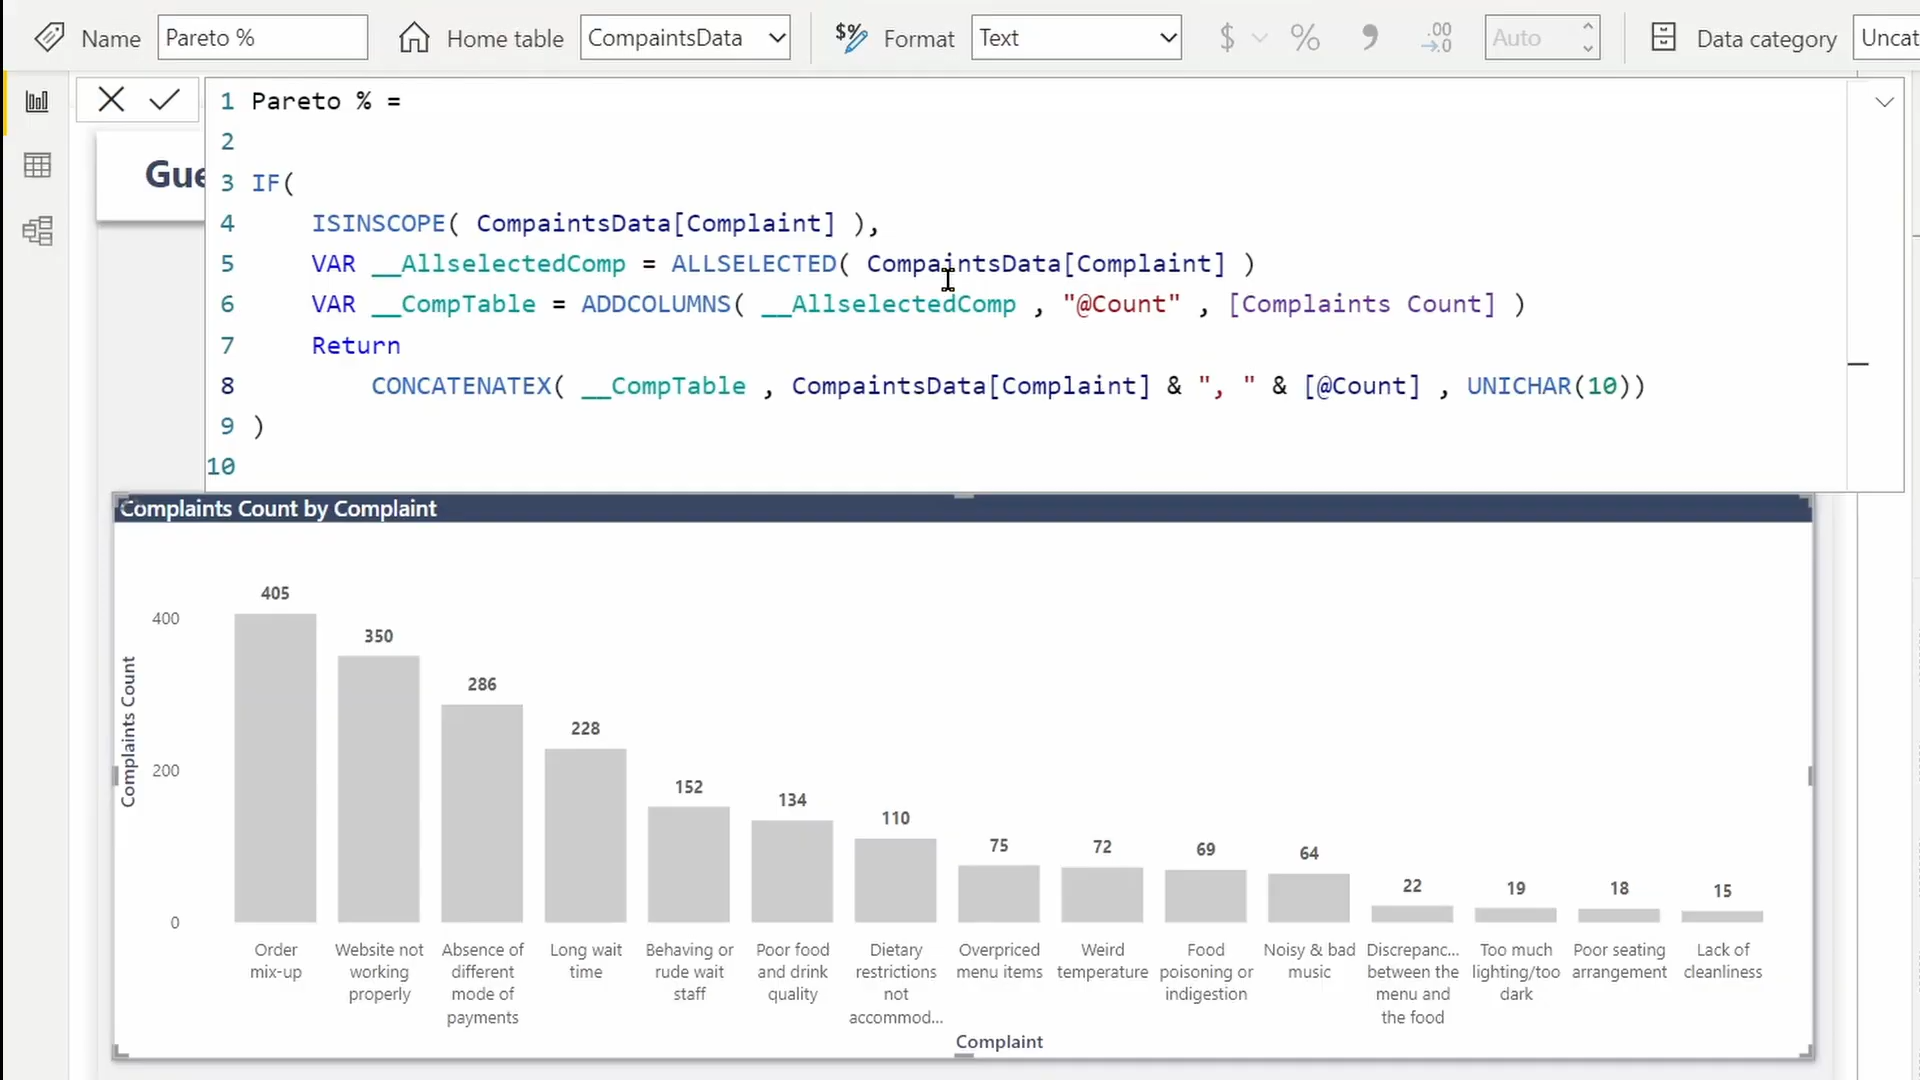 Name Pareto % Home table CompaintsData Format Text $ % 9 .00 →.0 Auto Data category Uncat
1 Pareto % =
2
3 IF(
4 ISINSCOPE( CompaintsData[Complaint] ),
5 VAR __AllselectedComp = ALLSELECTED( CompaintsData[Complaint] )
6 VAR __CompTable = ADDCOLUMNS( __AllselectedComp , "@Count" , [Complaints Count] )
7 Return
8 CONCATENATEX( __CompTable , CompaintsData[Complaint] & ", " & [@Count] , UNICHAR(10))
9 )
10
Gue
Complaints Count by Complaint
Complaints Count
400
200
0
405
350
286
228
152
134
110
75
72
69
64
22
19
18
15
Order
mix-up
Website not
working
properly
Absence of
different
mode of
payments
Long wait
time
Behaving or
rude wait
staff
Poor food
and drink
quality
Dietary
restrictions
not
accommod...
Overpriced
menu items
Weird
temperature
Food
poisoning or
indigestion
Noisy & bad
music
Discrepanc...
between the
menu and
the food
Too much
lighting/too
dark
Poor seating
arrangement
Lack of
cleanliness
Complaint